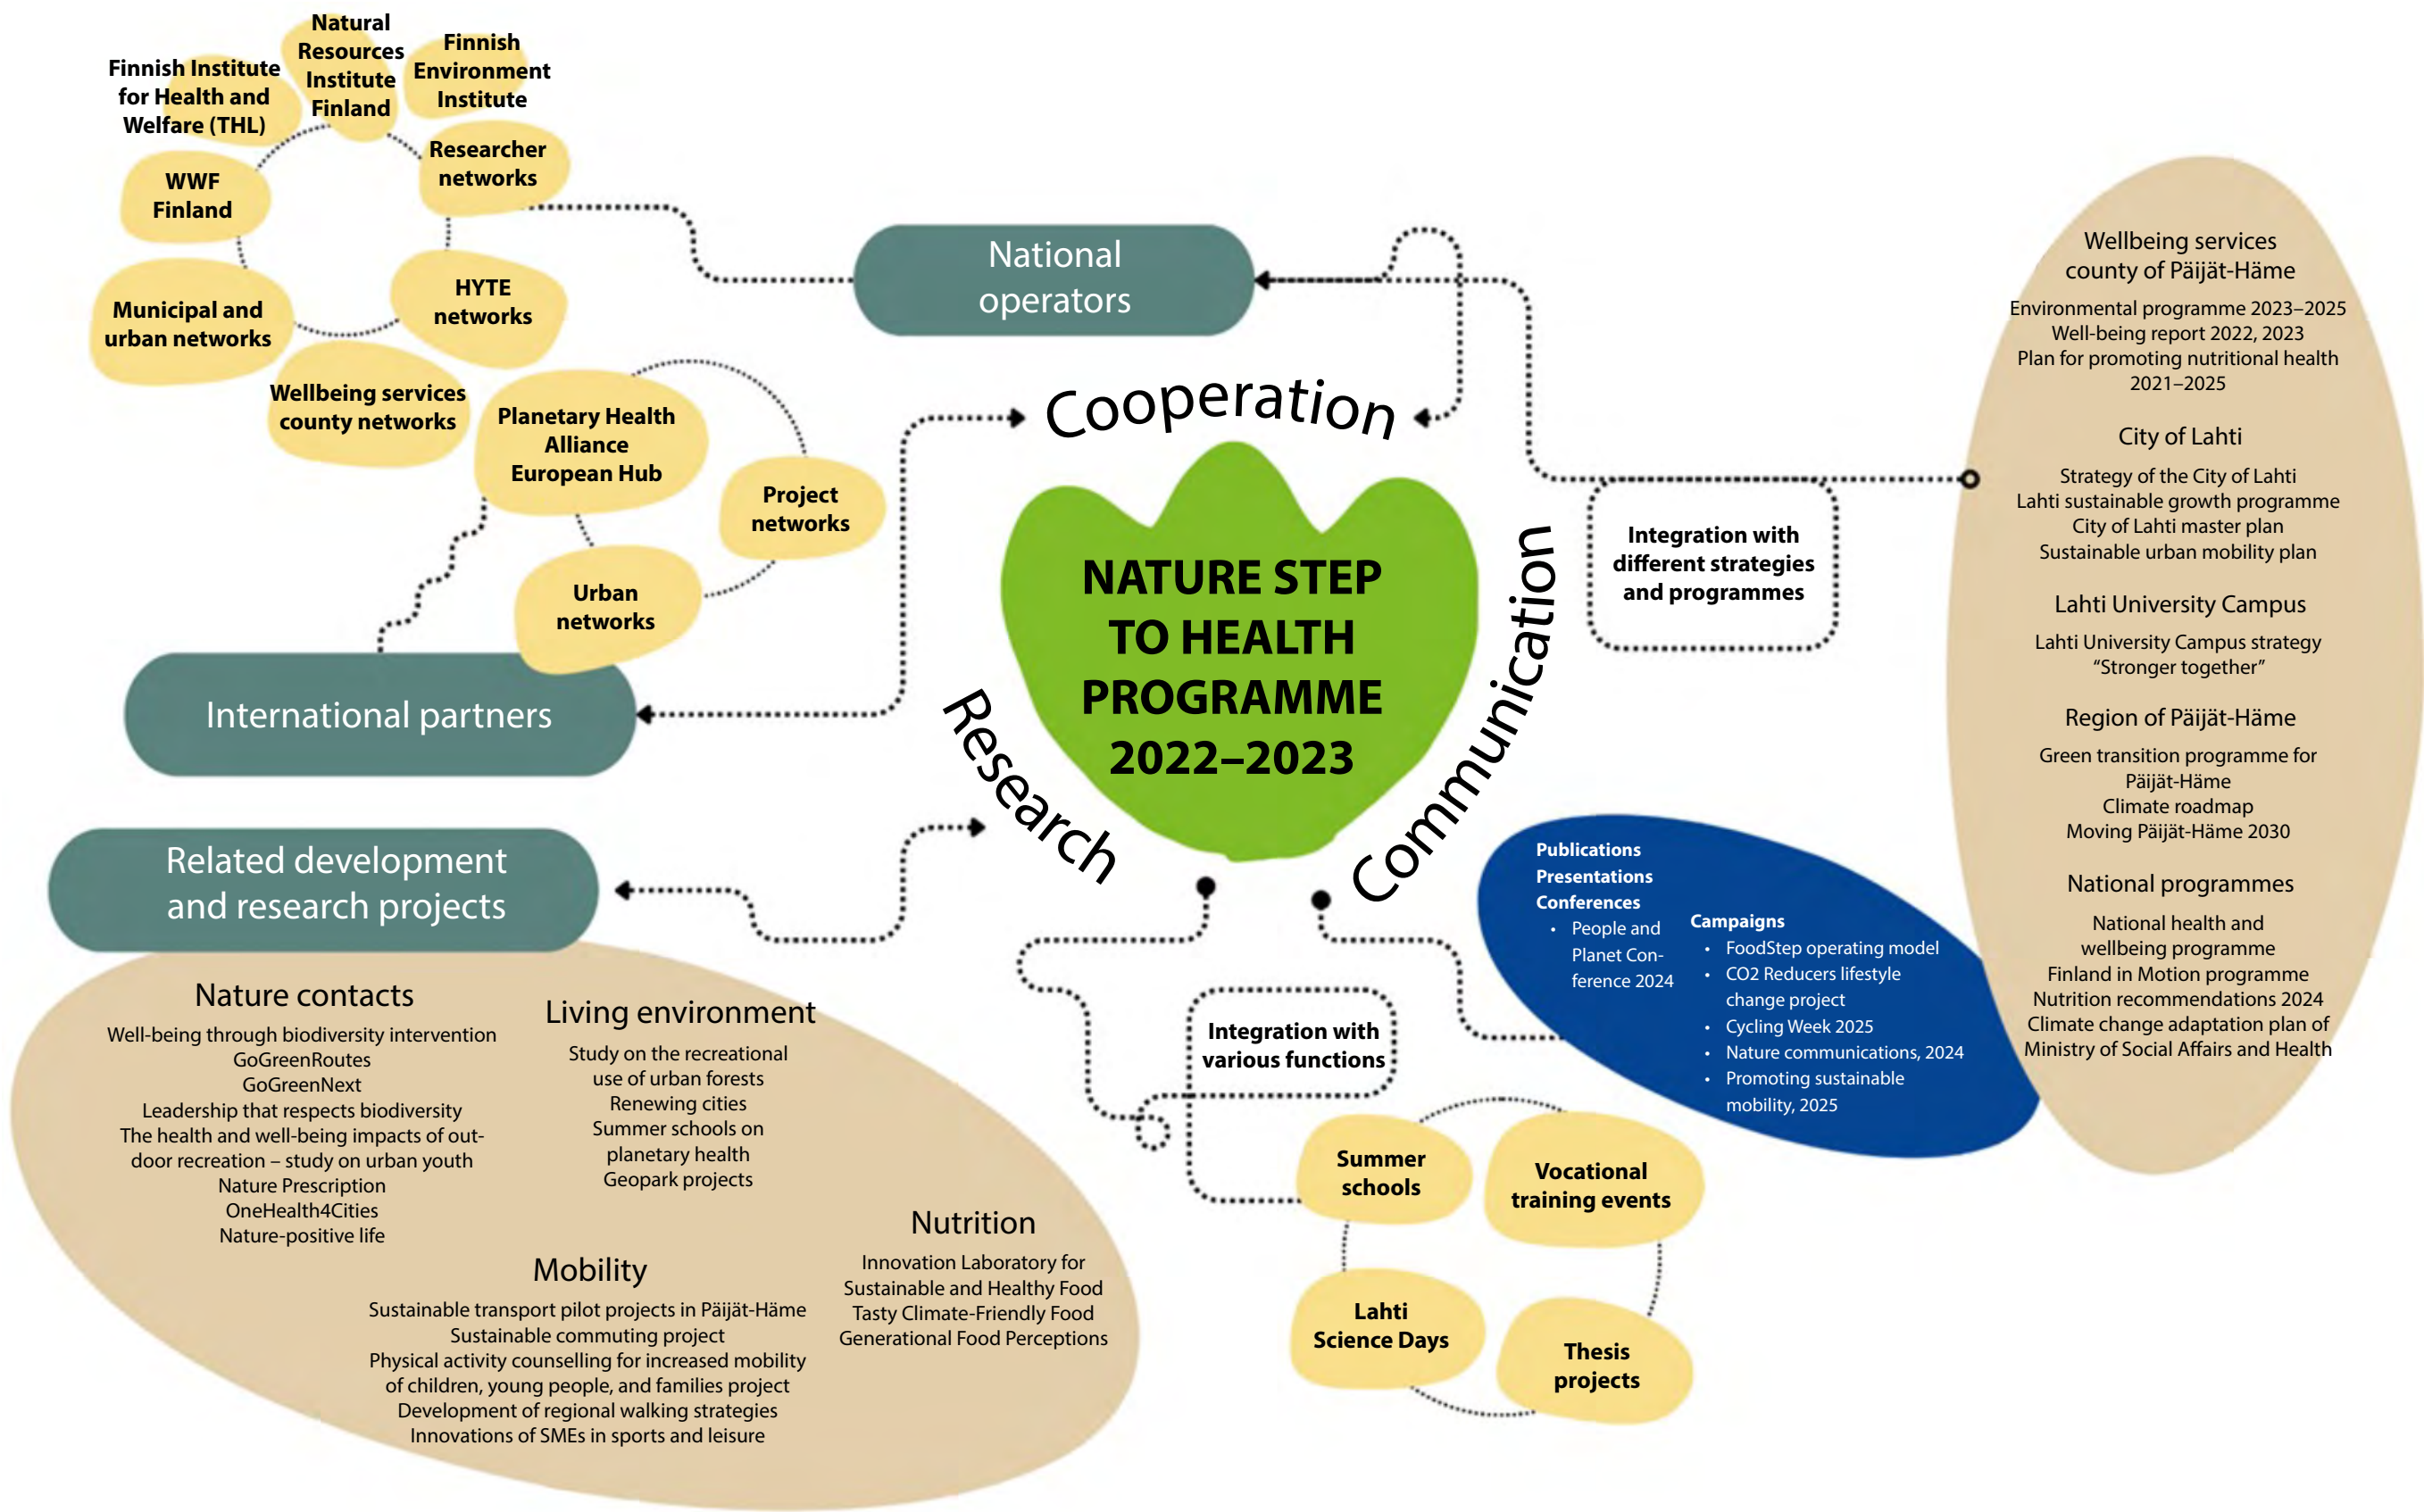 Natural
Resources
Institute
Finland
Finnish
Environment
Institute
Finnish Institute
for Health and
Welfare (THL)
Researcher
networks
WWF
Finland
HYTE
networks
Municipal and
urban networks
Wellbeing services
county networks
Planetary Health
Alliance
European Hub
Project
networks
Urban
networks
National
operators
International partners
Related development
and research projects
Cooperation
Research
Communication
NATURE STEP
TO HEALTH
PROGRAMME
2022–2023
Integration with
different strategies
and programmes
Wellbeing services
county of Päijät-Häme
Environmental programme 2023–2025
Well-being report 2022, 2023
Plan for promoting nutritional health
2021–2025
City of Lahti
Strategy of the City of Lahti
Lahti sustainable growth programme
City of Lahti master plan
Sustainable urban mobility plan
Lahti University Campus
Lahti University Campus strategy
“Stronger together”
Region of Päijät-Häme
Green transition programme for
Päijät-Häme
Climate roadmap
Moving Päijät-Häme 2030
National programmes
National health and
wellbeing programme
Finland in Motion programme
Nutrition recommendations 2024
Climate change adaptation plan of
Ministry of Social Affairs and Health
Publications
Presentations
Conferences
• People and
Planet Con-
ference 2024
Campaigns
• FoodStep operating model
• CO2 Reducers lifestyle
change project
• Cycling Week 2025
• Nature communications, 2024
• Promoting sustainable
mobility, 2025
Nature contacts
Well-being through biodiversity intervention
GoGreenRoutes
GoGreenNext
Leadership that respects biodiversity
The health and well-being impacts of out-
door recreation – study on urban youth
Nature Prescription
OneHealth4Cities
Nature-positive life
Living environment
Study on the recreational
use of urban forests
Renewing cities
Summer schools on
planetary health
Geopark projects
Mobility
Sustainable transport pilot projects in Päijät-Häme
Sustainable commuting project
Physical activity counselling for increased mobility
of children, young people, and families project
Development of regional walking strategies
Innovations of SMEs in sports and leisure
Nutrition
Innovation Laboratory for
Sustainable and Healthy Food
Tasty Climate-Friendly Food
Generational Food Perceptions
Integration with
various functions
Summer
schools
Vocational
training events
Lahti
Science Days
Thesis
projects